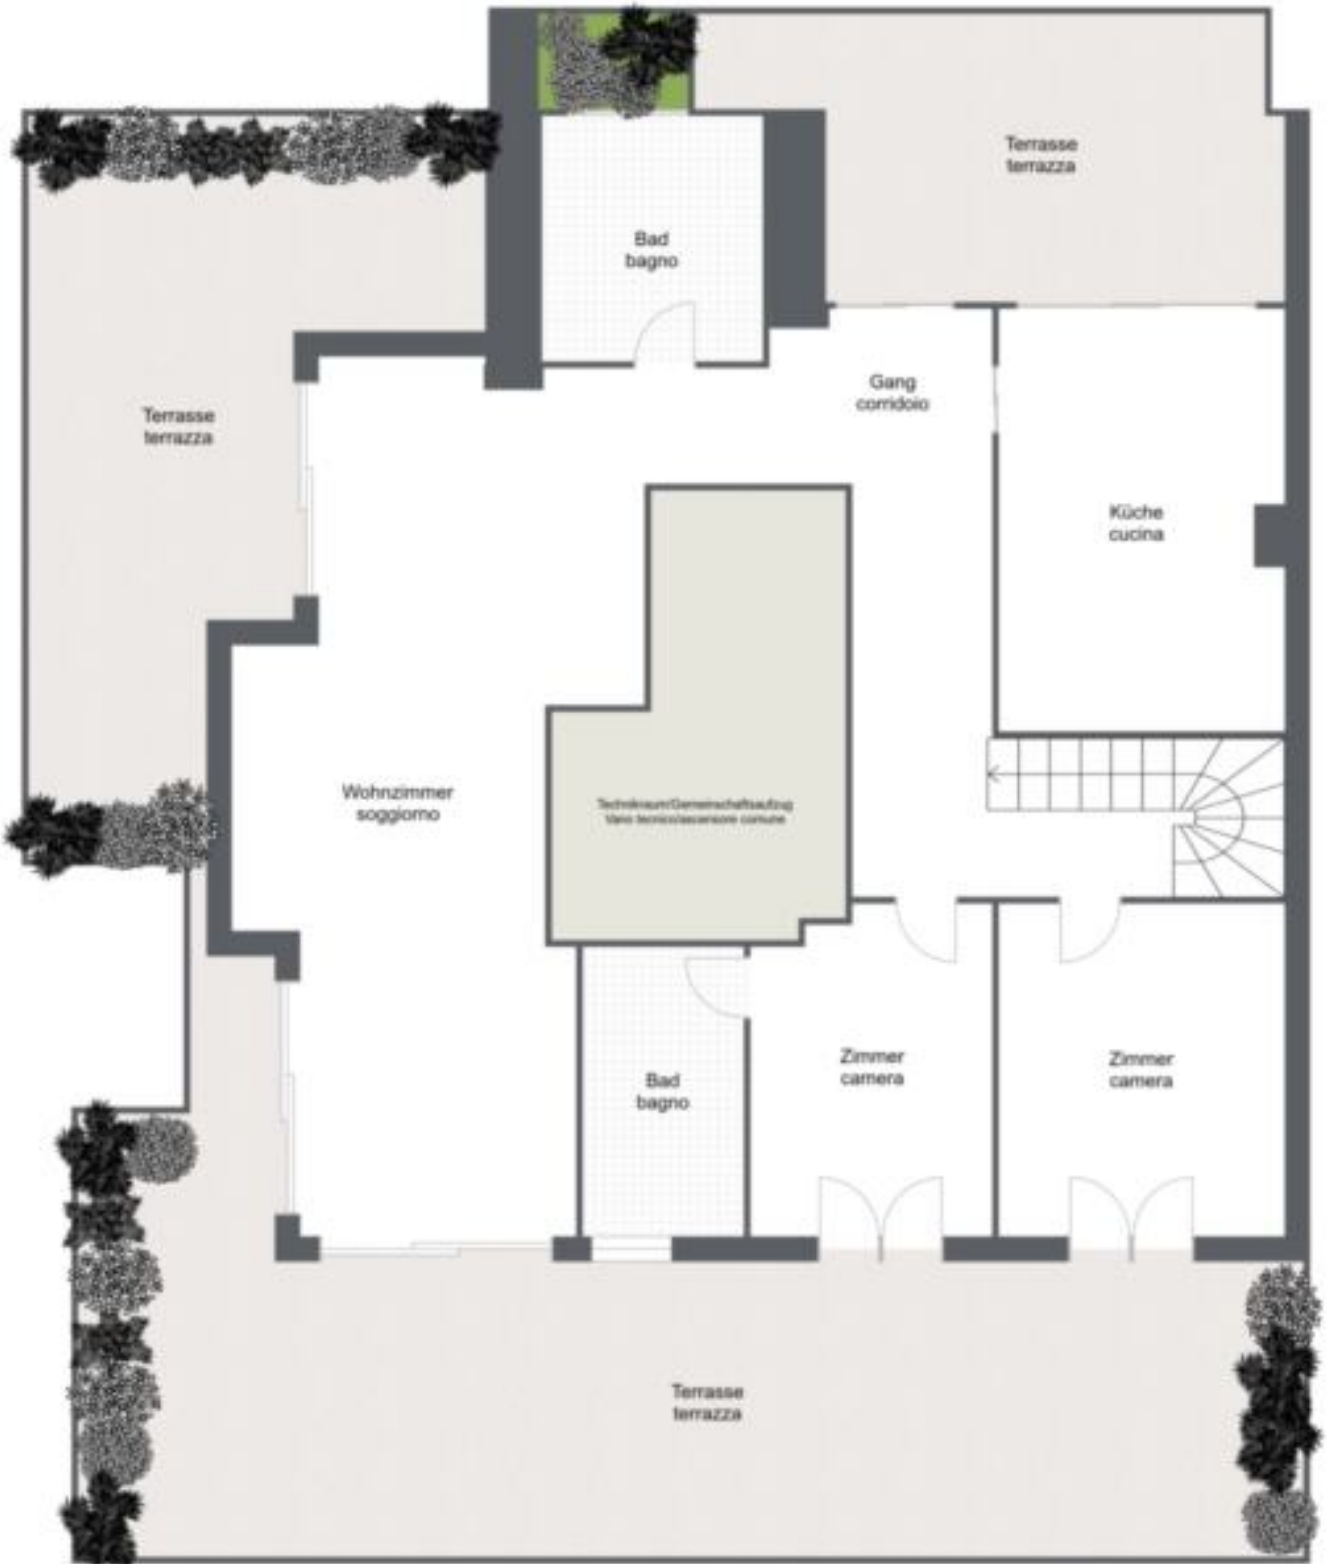 Terrasse
terrazza
Bad
bagno
Gang
corridoio
Terrasse
terrazza
Küche
cucina
Wohnzimmer
soggiorno
Technikraum/Gemeinschaftsaufzug
Vano tecnico/ascensore comune
Zimmer
camera
Zimmer
camera
Bad
bagno
Terrasse
terrazza